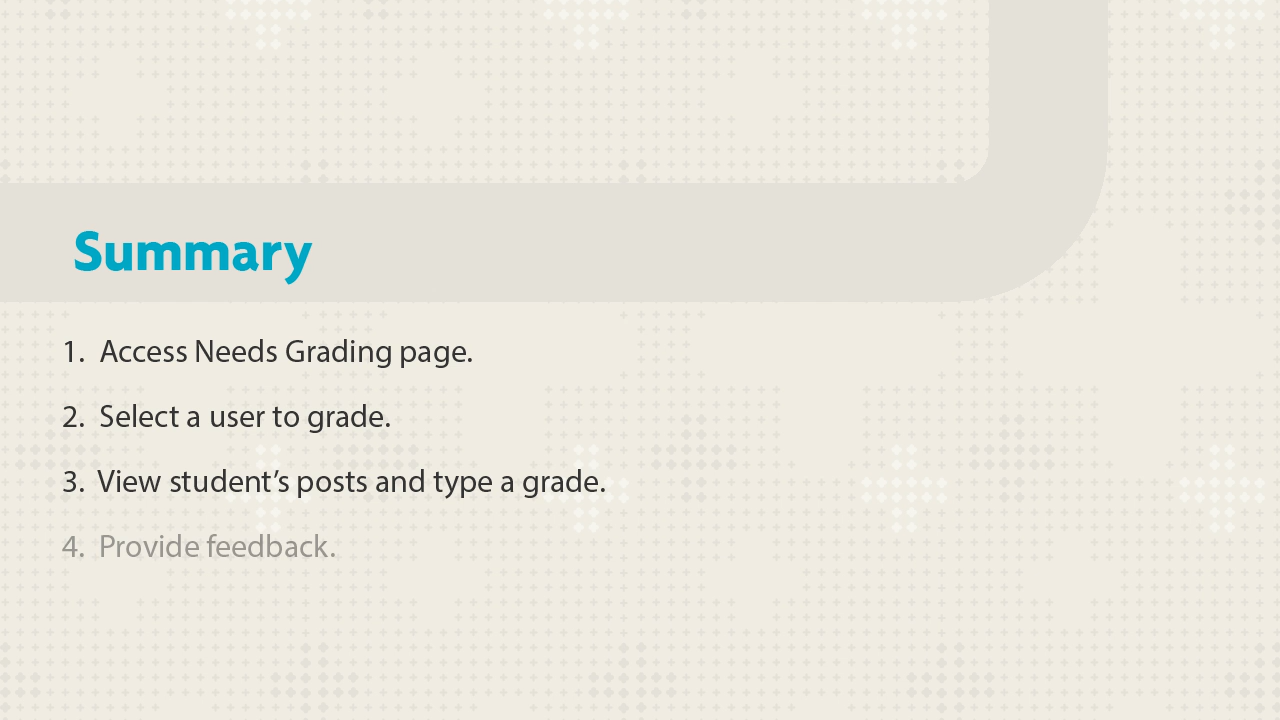 Summary
1. Access Needs Grading page.
2. Select a user to grade.
3. View student’s posts and type a grade.
4. Provide feedback.